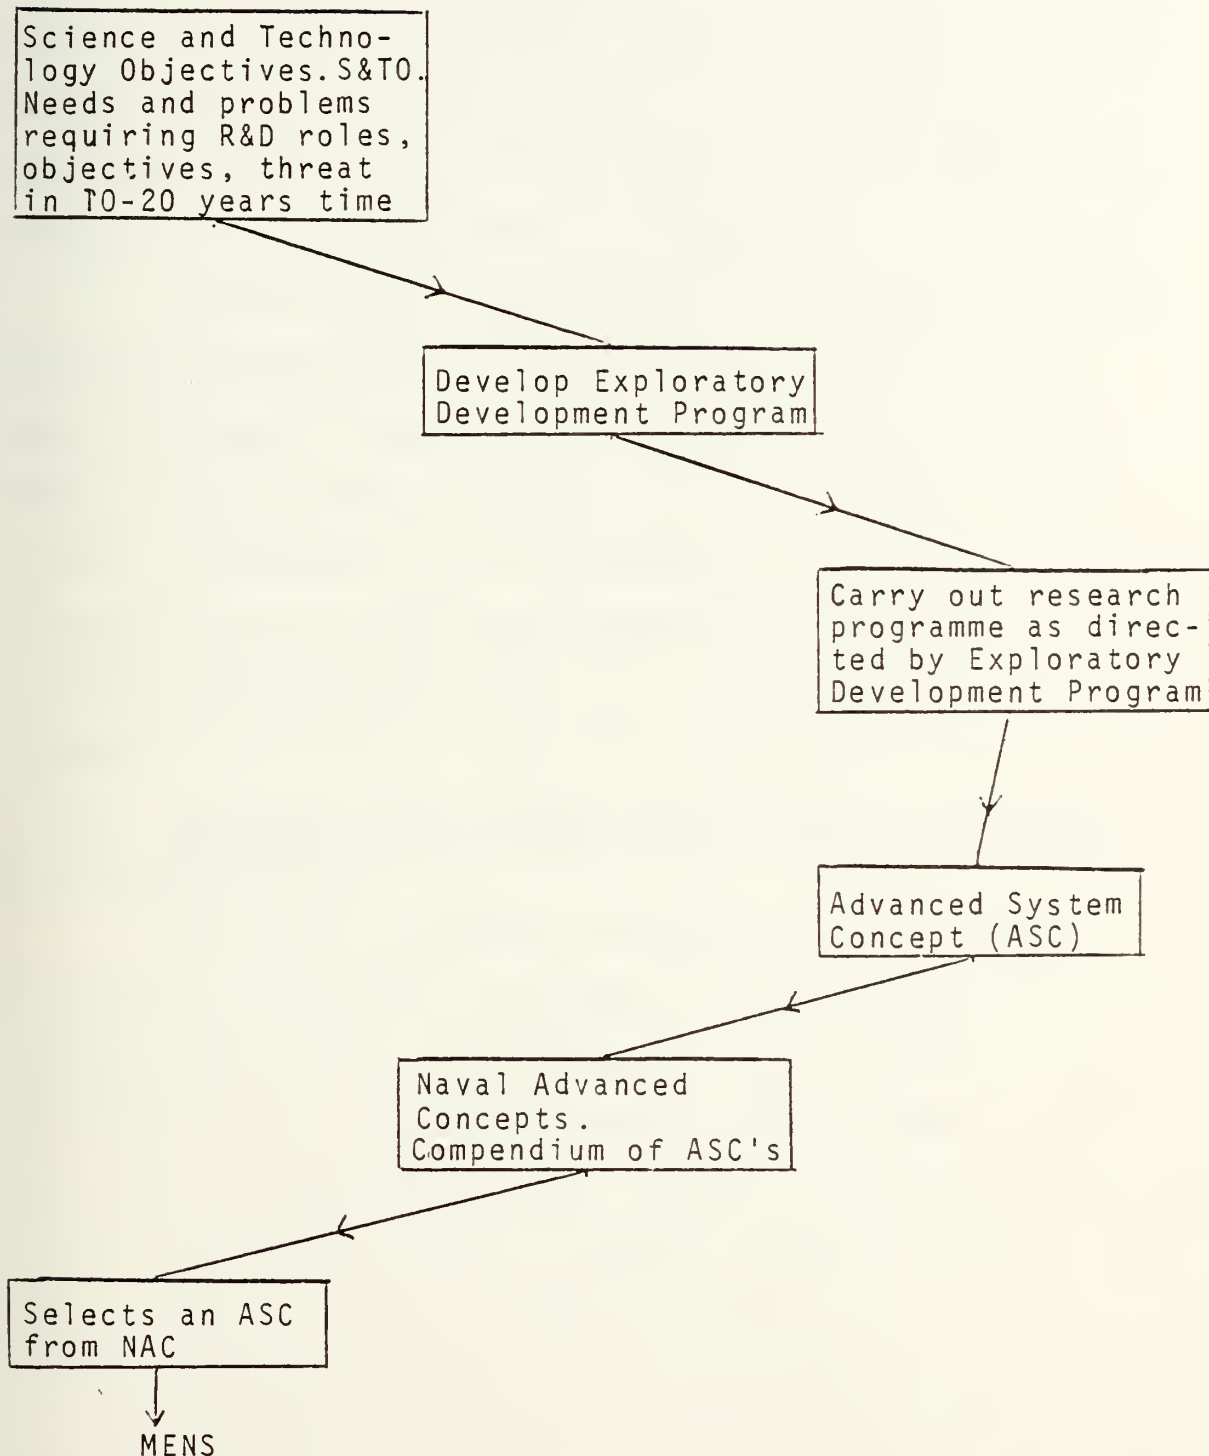 Science and Techno-
logy Objectives. S&TO.
Needs and problems
requiring R&D roles,
objectives, threat
in 10-20 years time
Develop Exploratory
Development Program
Carry out research
programme as direc-
ted by Exploratory
Development Program
Advanced System
Concept (ASC)
Naval Advanced
Concepts.
Compendium of ASC's
Selects an ASC
from NAC
MENS